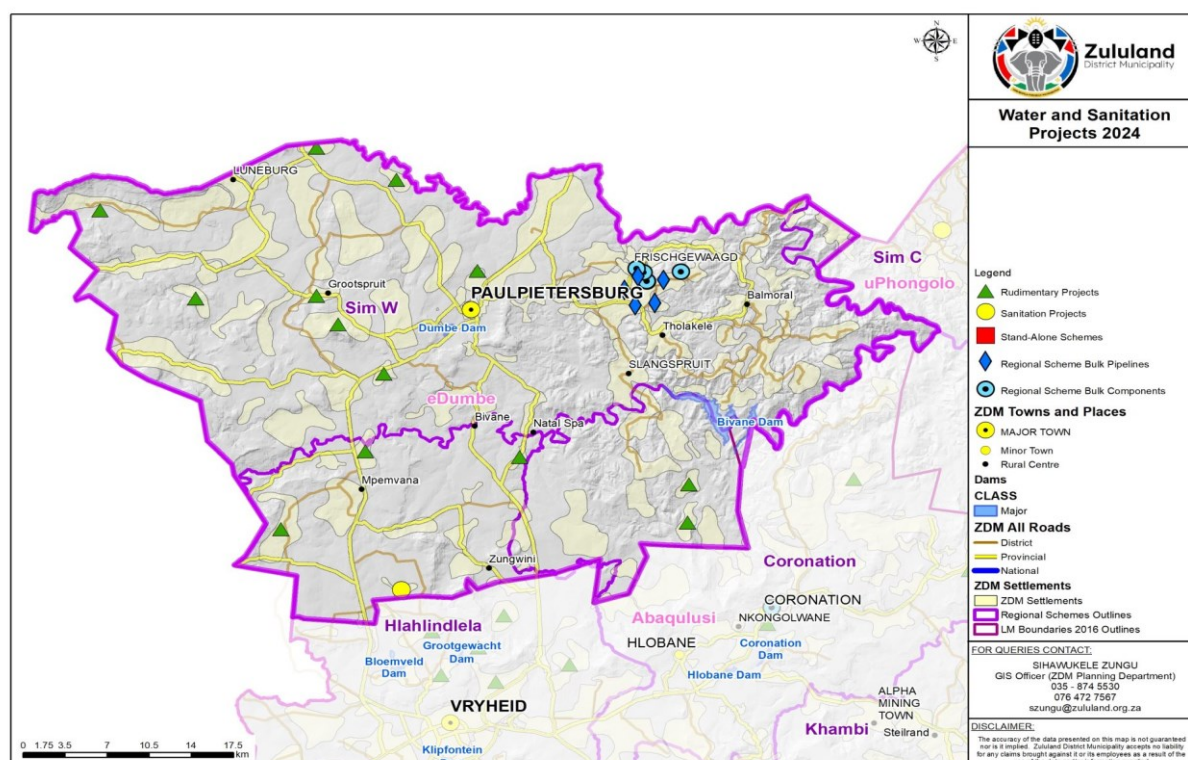 N
W E
S
LUNEBURG
FRISCHGEWAAGD
Sim C
uPhongolo
Grootspruit
PAULPIETERSBURG
Sim W
Balmoral
Dumbe Dam
Tholakele
SLANGSPRUIT
eDumbe
Bivane
Natal Spa
Bivane Dam
Mpemvana
Zungwini
Coronation
CORONATION
Abaqulusi
NKONGOLWANE
Hlahlindlela
HLOBANE
Grootgewacht
Dam
Coronation
Dam
Bloemveld
Dam
Hlobane Dam
ALPHA
MINING
TOWN
VRYHEID
Khambi
Steilrand
Klipfontein
0 1.75 3.5 7 10.5 14 17.5
km
Zululand
District Municipality
Water and Sanitation
Projects 2024
Legend
Rudimentary Projects
Sanitation Projects
Stand-Alone Schemes
Regional Scheme Bulk Pipelines
Regional Scheme Bulk Components
ZDM Towns and Places
MAJOR TOWN
Minor Town
Rural Centre
Dams
CLASS
Major
ZDM All Roads
District
Provincial
National
ZDM Settlements
ZDM Settlements
Regional Schemes Outlines
LM Boundaries 2016 Outlines
FOR QUERIES CONTACT:
SIHAWUKELE ZUNGU
GIS Officer (ZDM Planning Department)
035 - 874 5530
076 472 7567
szungu@zululand.org.za
DISCLAIMER:
The accuracy of the data presented on this map is not guaranteed
nor is it implied. Zululand District Municipality accepts no liability
for any claims brought against it or its employees as a result of the